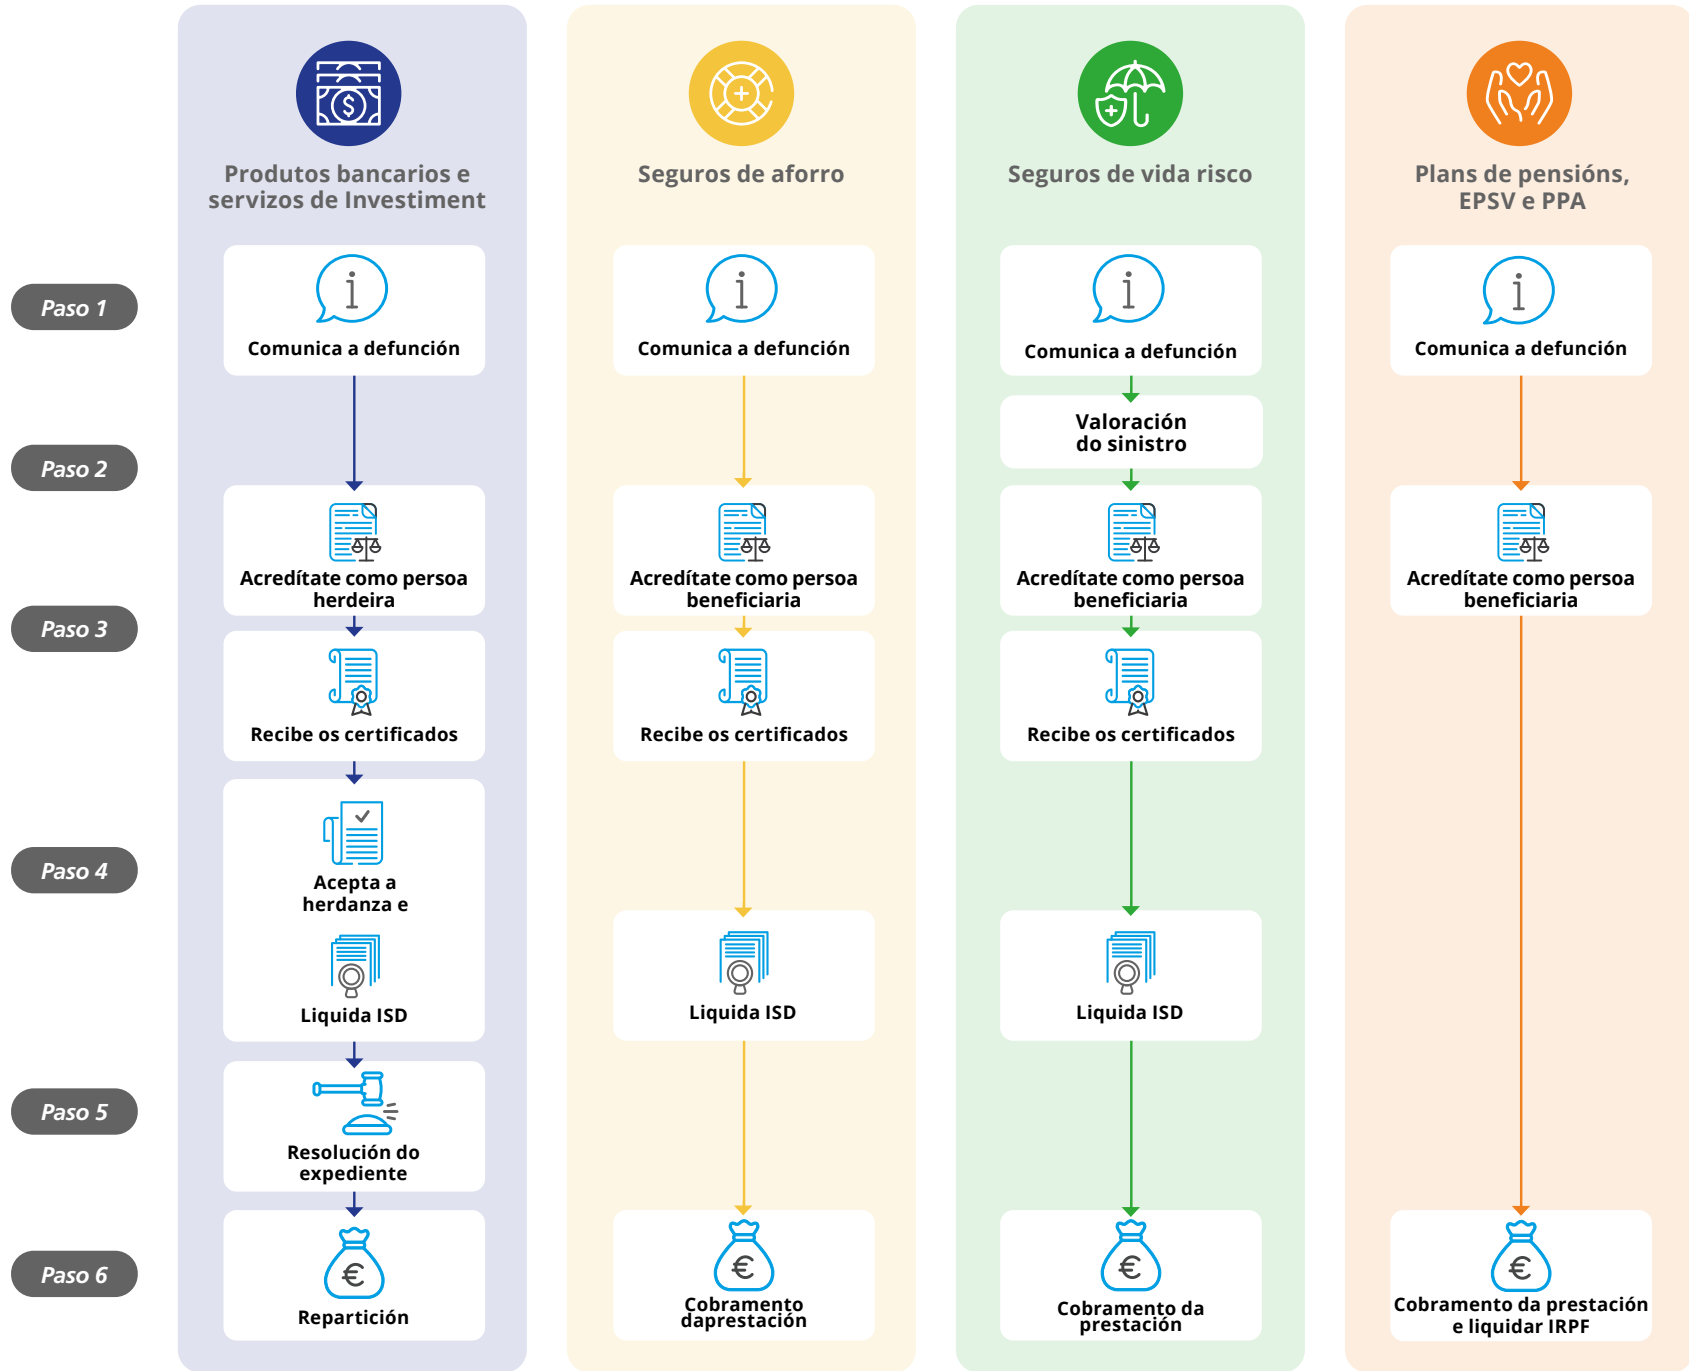 Produtos bancarios e
servizos de Investiment
Seguros de aforro
Seguros de vida risco
Plans de pensións,
EPSV e PPA
Paso 1
Comunica a defunción
Comunica a defunción
Comunica a defunción
Comunica a defunción
Valoración
do sinistro
Paso 2
Acredítate como persoa
herdeira
Acredítate como persoa
beneficiaria
Acredítate como persoa
beneficiaria
Acredítate como persoa
beneficiaria
Paso 3
Recibe os certificados
Recibe os certificados
Recibe os certificados
Paso 4
Acepta a
herdanza e
Liquida ISD
Liquida ISD
Liquida ISD
Paso 5
Resolución do
expediente
Paso 6
Repartición
Cobramento
daprestación
Cobramento da
prestación
Cobramento da prestación
e liquidar IRPF